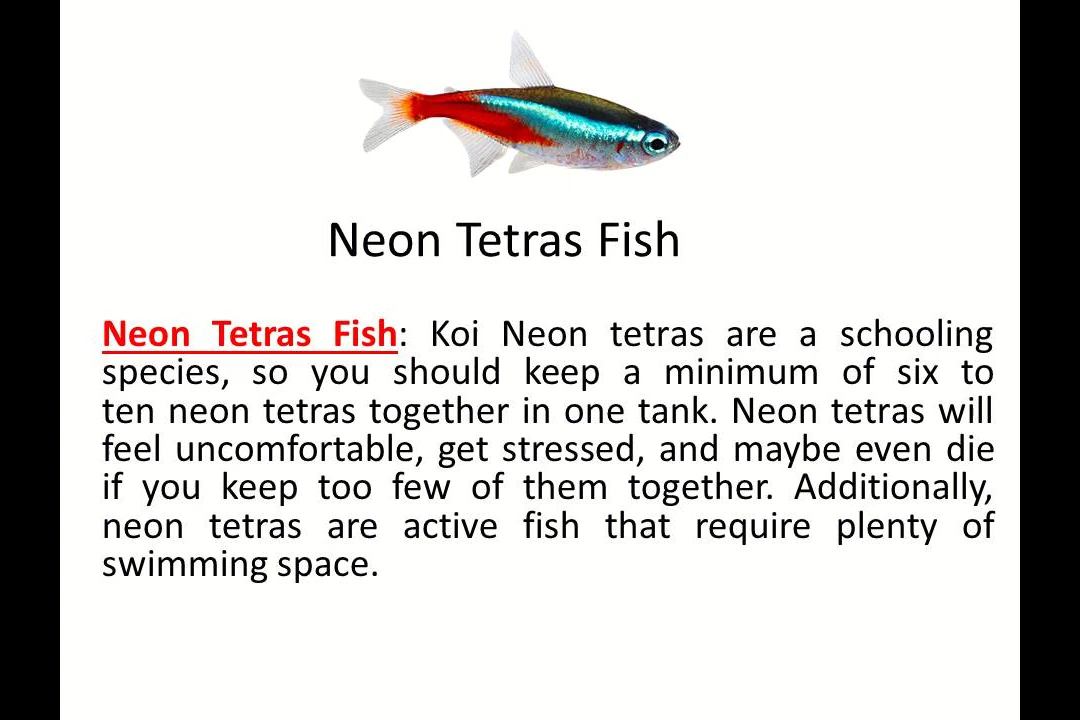 Neon Tetras Fish
Neon Tetras Fish: Koi Neon tetras are a schooling
species, so you should keep a minimum of six to
ten neon tetras together in one tank. Neon tetras will
feel uncomfortable, get stressed, and maybe even die
if you keep too few of them together. Additionally,
neon tetras are active fish that require plenty of
swimming space.